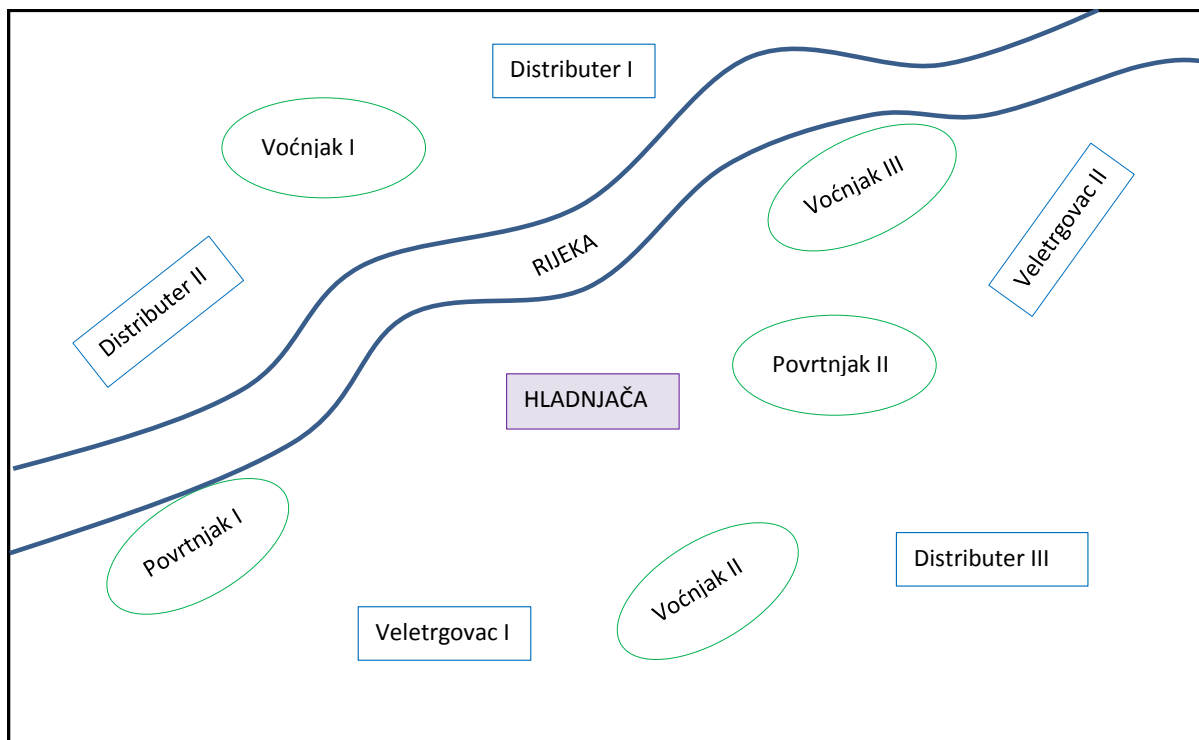 Distributer I
Voćnjak I
Voćnjak III
Veletrgovac II
RIJEKA
Distributer II
Povrtnjak II
HLADNJAČA
Povrtnjak I
Distributer III
Voćnjak II
Veletrgovac I